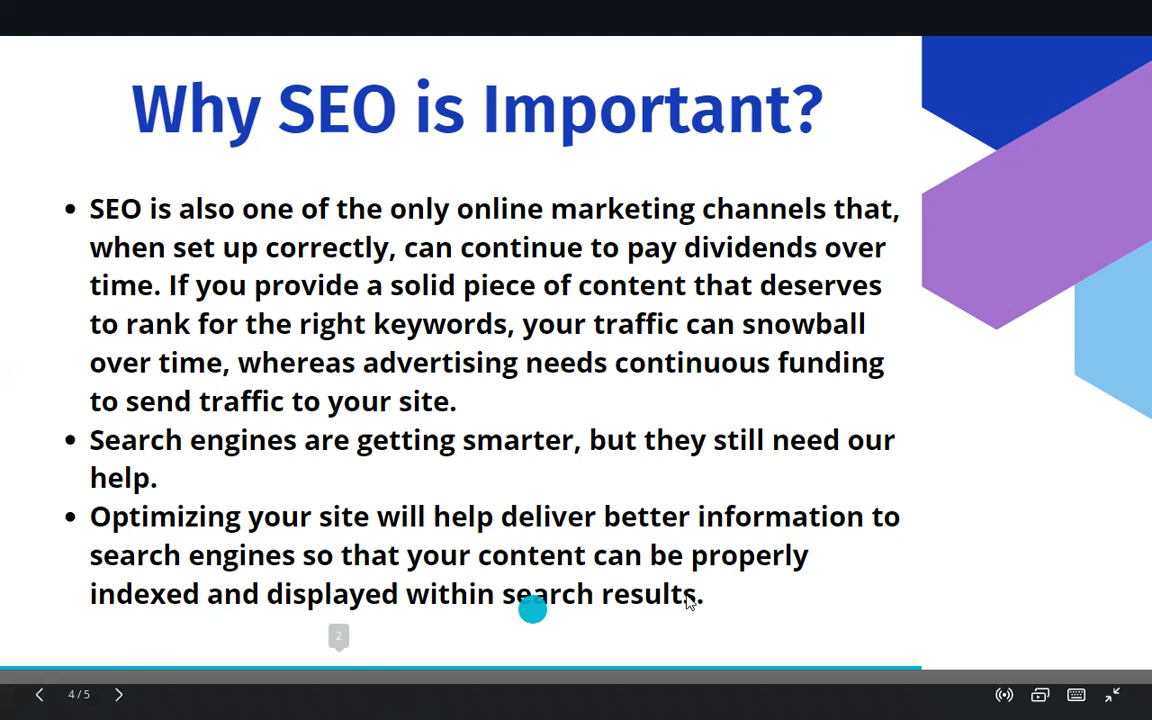 Why SEO is Important?
• SEO is also one of the only online marketing channels that,
when set up correctly, can continue to pay dividends over
time. If you provide a solid piece of content that deserves
to rank for the right keywords, your traffic can snowball
over time, whereas advertising needs continuous funding
to send traffic to your site.
• Search engines are getting smarter, but they still need our
help.
• Optimizing your site will help deliver better information to
search engines so that your content can be properly
indexed and displayed within search results.
2
4 / 5